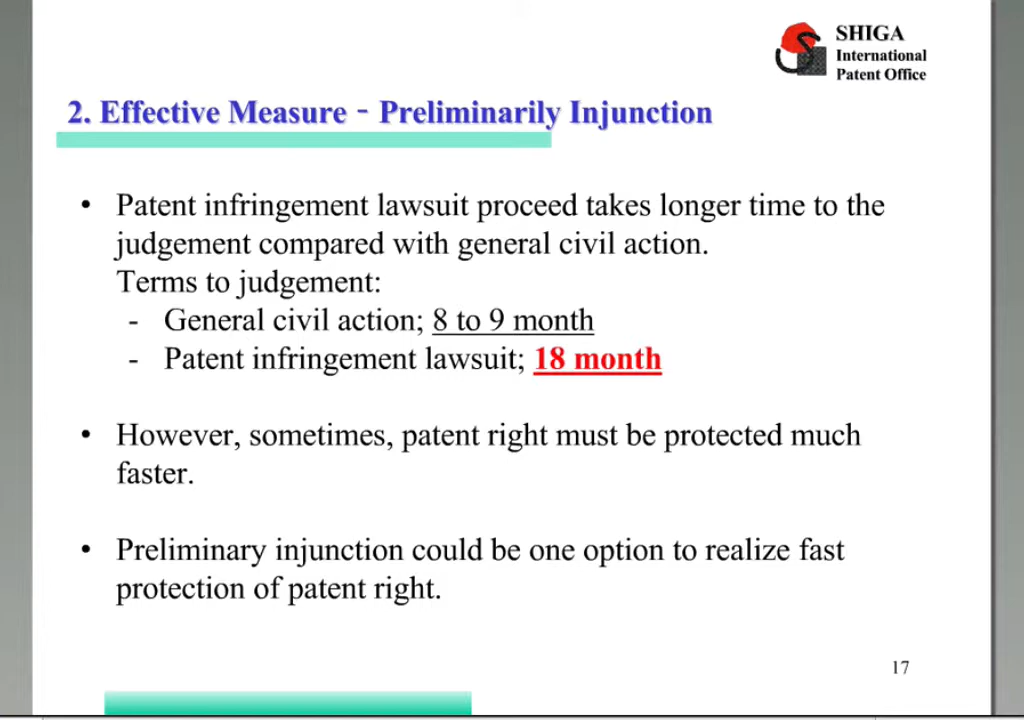 SHIGA
International
Patent Office
2. Effective Measure - Preliminarily Injunction
• Patent infringement lawsuit proceed takes longer time to the
judgement compared with general civil action.
Terms to judgement:
- General civil action; 8 to 9 month
- Patent infringement lawsuit; 18 month
• However, sometimes, patent right must be protected much
faster.
• Preliminary injunction could be one option to realize fast
protection of patent right.
17